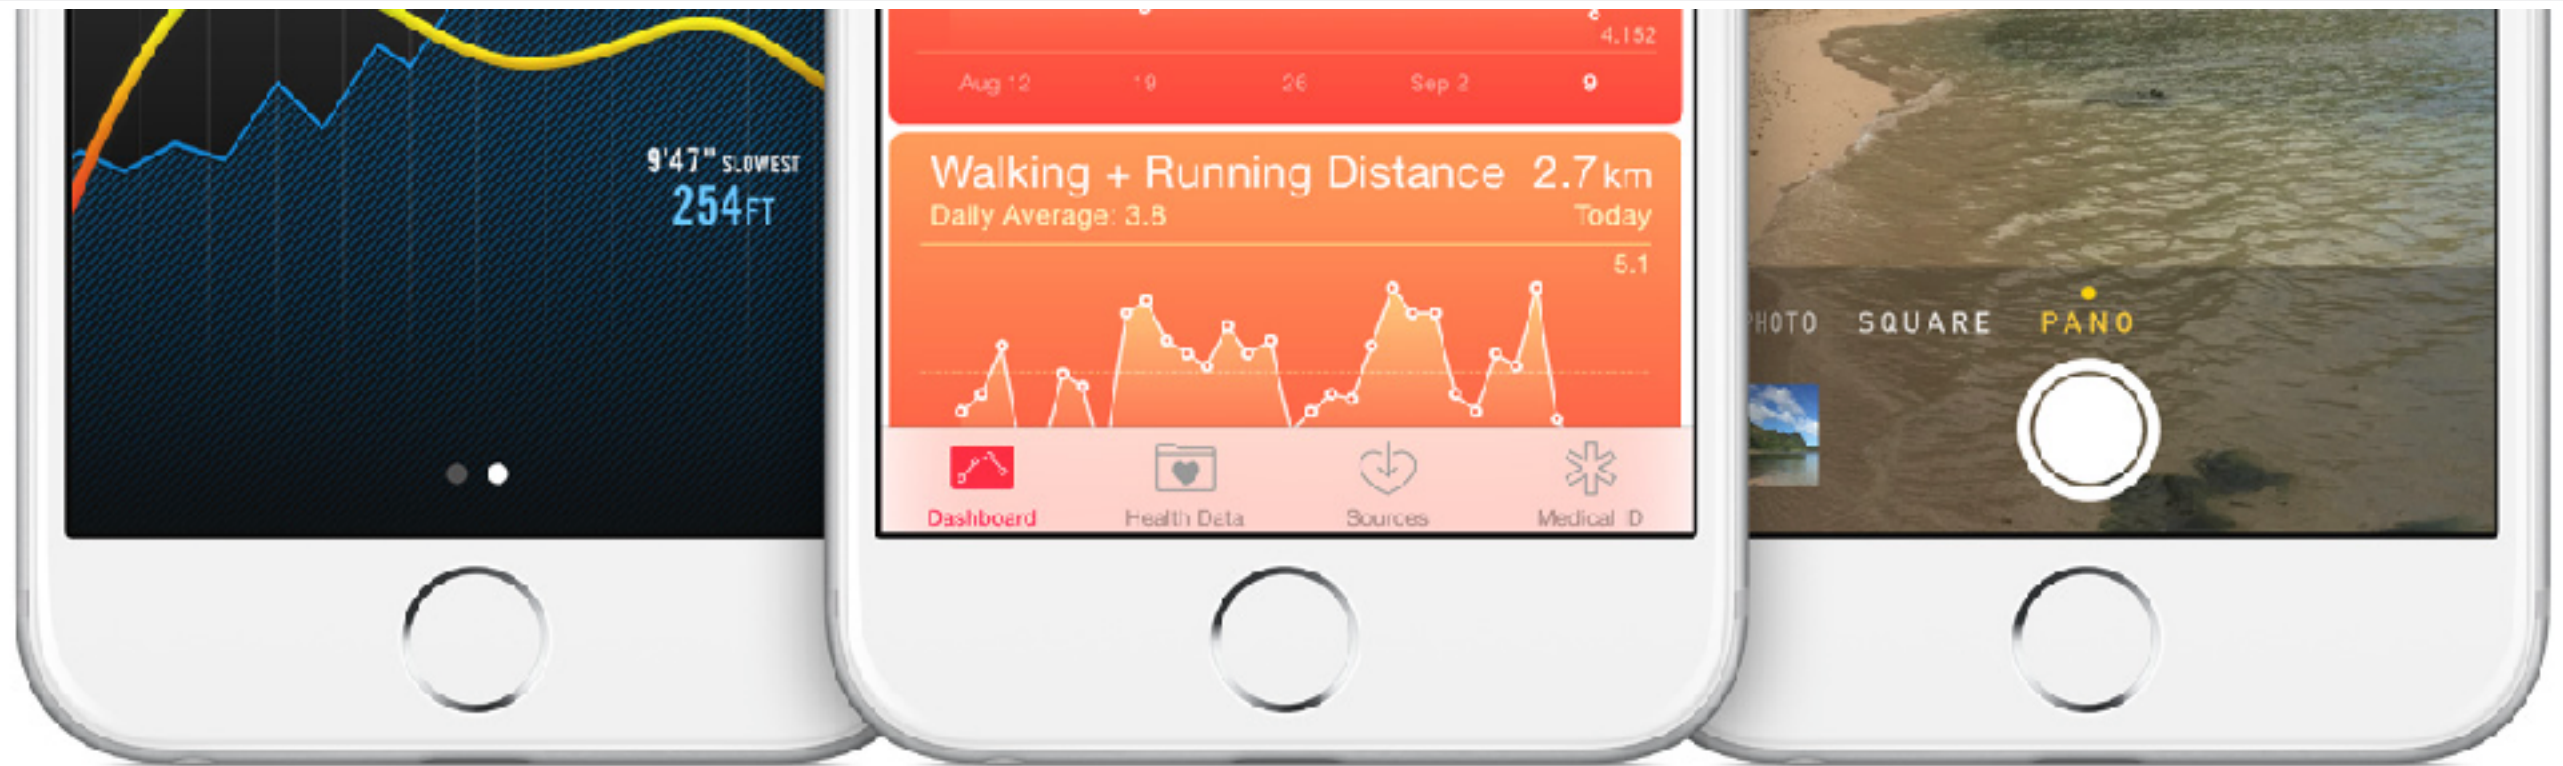 9'47" SLOWEST
254FT
4,152
Aug 12 19 26 Sep 2 9
Walking + Running Distance 2.7 km
Daily Average: 3.8 Today
5.1
Dashboard Health Data Sources Medical ID
PHOTO SQUARE PANO